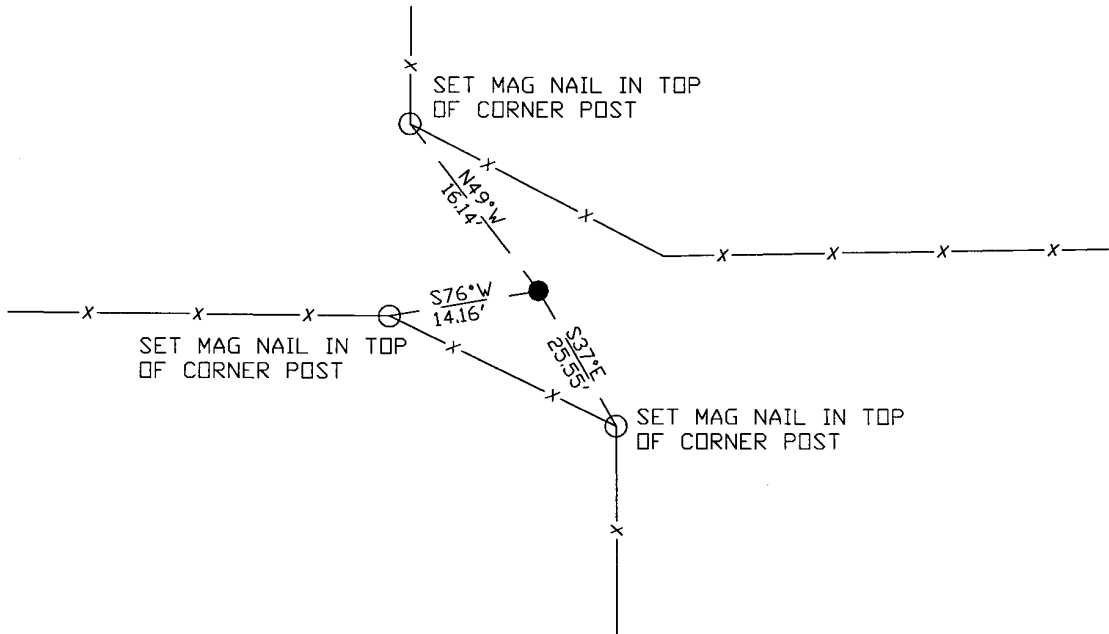 SET MAG NAIL IN TOP
OF CORNER POST
N49°W
16.14'
S76°W
14.16'
SET MAG NAIL IN TOP
OF CORNER POST
S37°E
25.55'
SET MAG NAIL IN TOP
OF CORNER POST